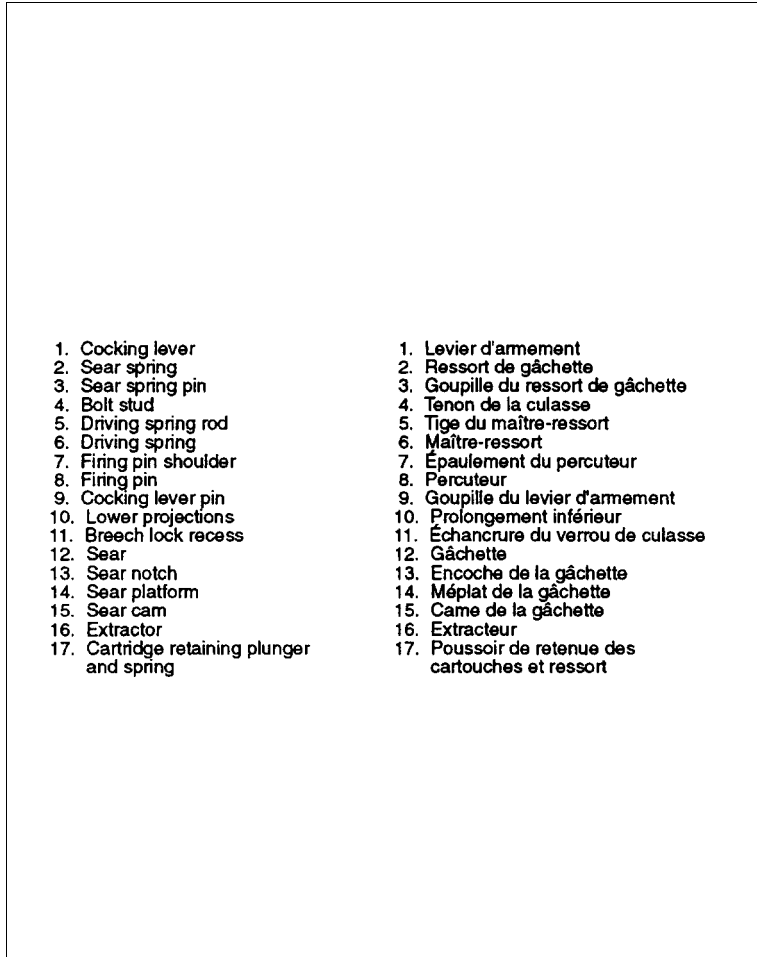 1. Cocking lever
2. Sear spring
3. Sear spring pin
4. Bolt stud
5. Driving spring rod
6. Driving spring
7. Firing pin shoulder
8. Firing pin
9. Cocking lever pin
10. Lower projections
11. Breech lock recess
12. Sear
13. Sear notch
14. Sear platform
15. Sear cam
16. Extractor
17. Cartridge retaining plunger
and spring
1. Levier d'armement
2. Ressort de gâchette
3. Goupille du ressort de gâchette
4. Tenon de la culasse
5. Tige du maître-ressort
6. Maître-ressort
7. Épaulement du percuteur
8. Percuteur
9. Goupille du levier d'armement
10. Prolongement inférieur
11. Échancrure du verrou de culasse
12. Gâchette
13. Encoche de la gâchette
14. Méplat de la gâchette
15. Came de la gâchette
16. Extracteur
17. Poussoir de retenue des
cartouches et ressort